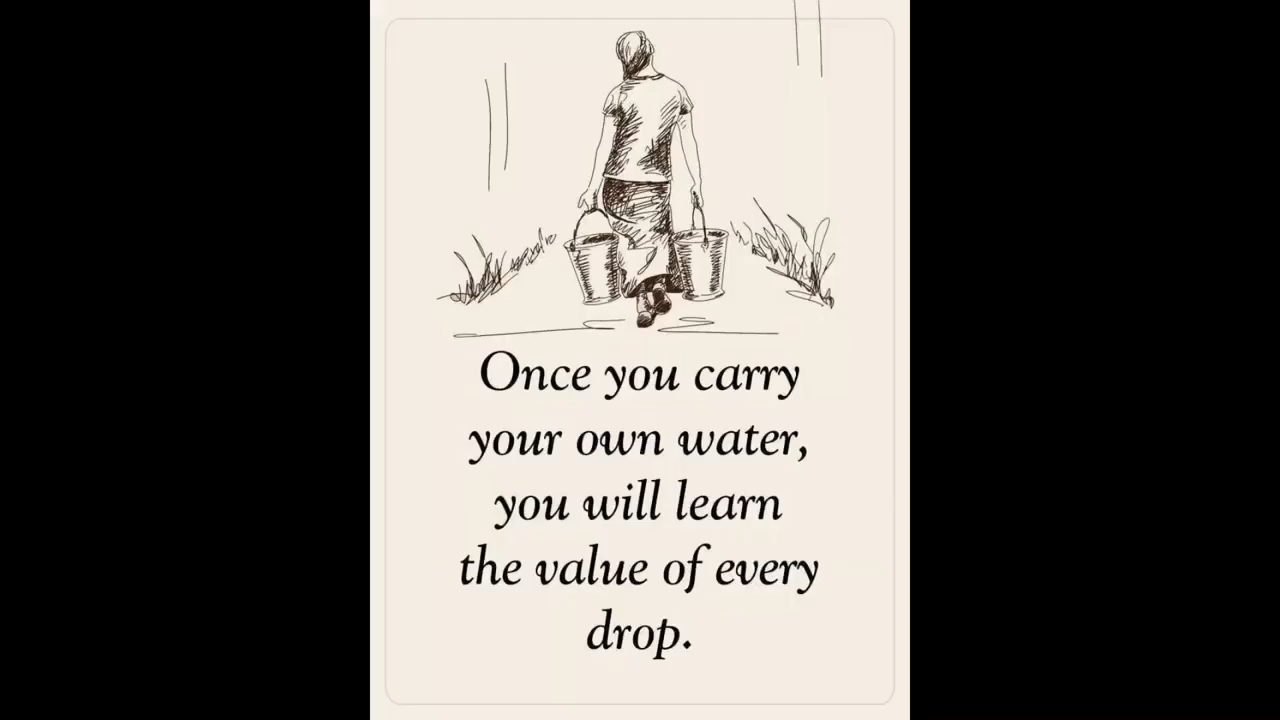 Once you carry
your own water,
you will learn
the value of every
drop.